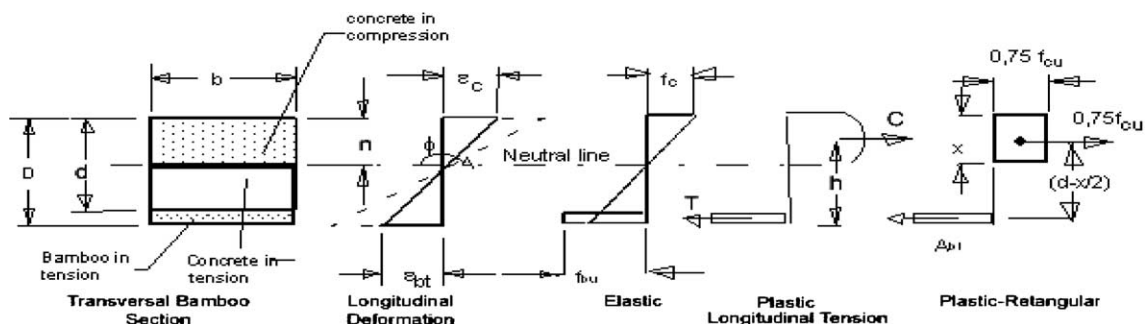 concrete in
compression
b
D
d
Bamboo in
tension
Concrete in
tension
Transversal Bamboo
Section
ε_c
n
ϕ
Neutral line
ε_bt
Longitudinal
Deformation
f_c
f_bu
Elastic
C
h
T
Plastic
Longitudinal Tension
0,75 f_cu
0,75f_cu
x
(d-x/2)
Plastic-Retangular